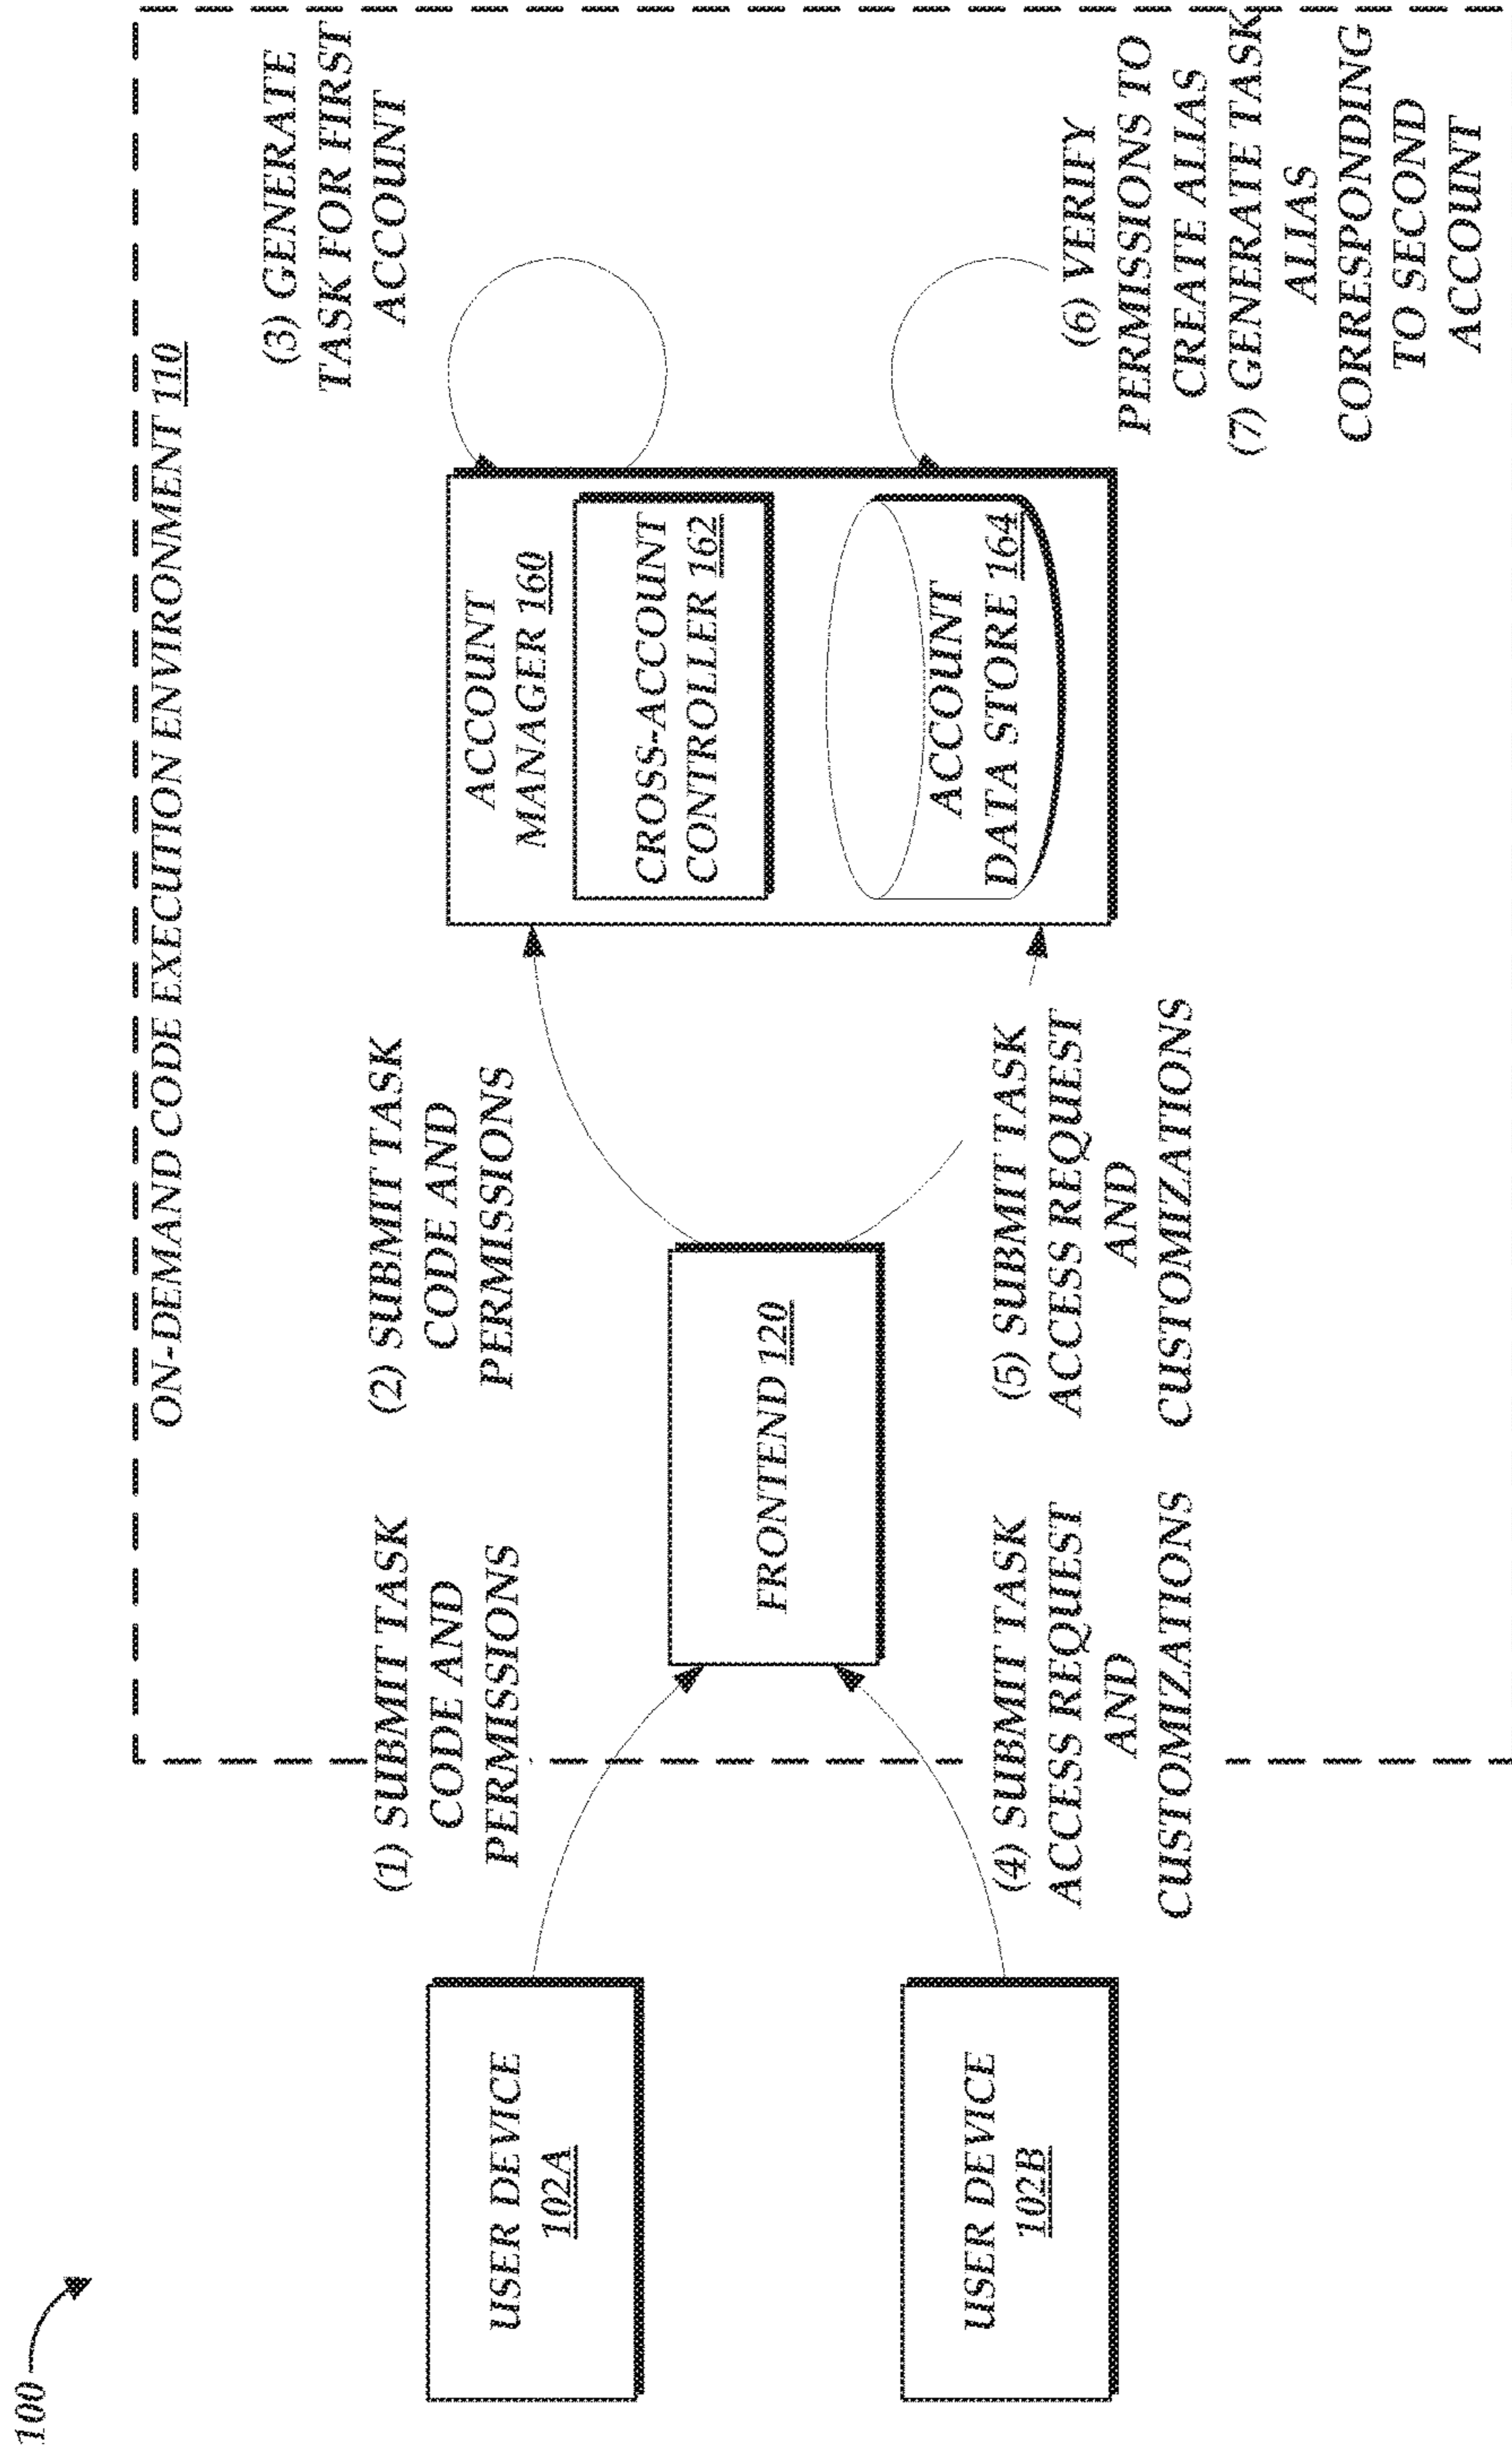 100
ON-DEMAND CODE EXECUTION ENVIRONMENT 110
USER DEVICE
102A
USER DEVICE
102B
(1) SUBMIT TASK
CODE AND
PERMISSIONS
(4) SUBMIT TASK
ACCESS REQUEST
AND
CUSTOMIZATIONS
FRONTEND 120
(2) SUBMIT TASK
CODE AND
PERMISSIONS
(5) SUBMIT TASK
ACCESS REQUEST
AND
CUSTOMIZATIONS
ACCOUNT
MANAGER 160
CROSS-ACCOUNT
CONTROLLER 162
ACCOUNT
DATA STORE 164
(3) GENERATE
TASK FOR FIRST
ACCOUNT
(6) VERIFY
PERMISSIONS TO
CREATE ALIAS
(7) GENERATE TASK
ALIAS
CORRESPONDING
TO SECOND
ACCOUNT